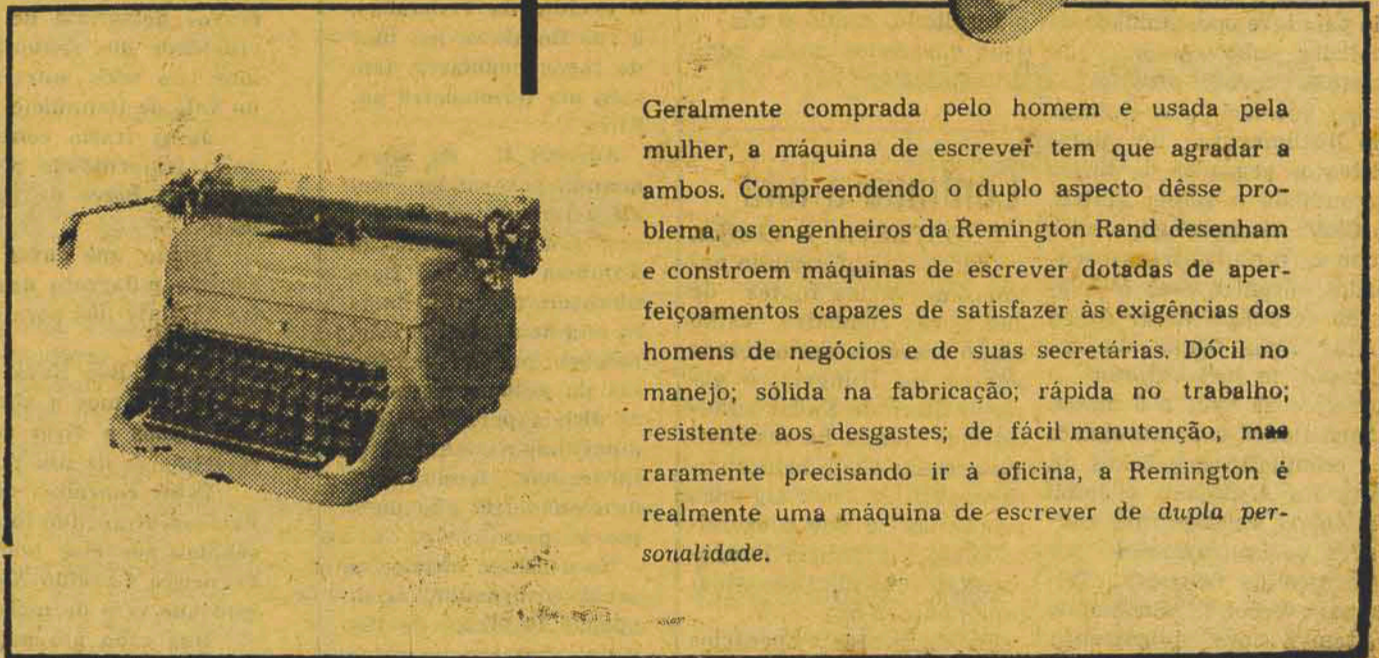 Geralmente comprada pelo homem e usada pela
mulher, a máquina de escrever tem que agradar a
ambos. Compreendendo o duplo aspecto dêsse pro-
blema, os engenheiros da Remington Rand desenham
e constroem máquinas de escrever dotadas de aper-
feiçoamentos capazes de satisfazer às exigências dos
homens de negócios e de suas secretárias. Dócil no
manejo; sólida na fabricação; rápida no trabalho;
resistente aos desgastes; de fácil manutenção, mas
raramente precisando ir à oficina, a Remington é
realmente uma máquina de escrever de dupla per-
sonalidade.